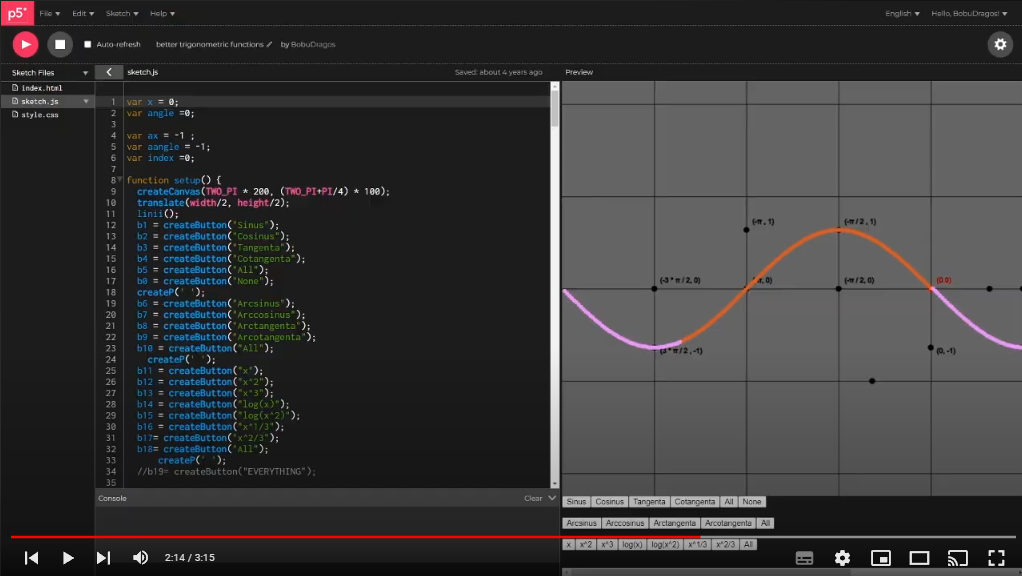 p5* File Edit Sketch Help English Hello, BobuDragos!
Auto-refresh better trigonometric functions by BobuDragos
Sketch Files sketch.js Saved: about 4 years ago Preview
index.html
sketch.js
style.css
1 var x = 0;
2 var angle =0;
3
4 var ax = -1 ;
5 var aangle = -1;
6 var index =0;
7
8 function setup() {
9 createCanvas(TWO_PI * 200, (TWO_PI+PI/4) * 100);
10 translate(width/2, height/2);
11 linii();
12 b1 = createButton("Sinus");
13 b2 = createButton("Cosinus");
14 b3 = createButton("Tangenta");
15 b4 = createButton("Cotangenta");
16 b5 = createButton("All");
17 b0 = createButton("None");
18 createP(' ');
19 b6 = createButton("Arcsinus");
20 b7 = createButton("Arccosinus");
21 b8 = createButton("Arctangenta");
22 b9 = createButton("Arcotangenta");
23 b10 = createButton("All");
24 createP(' ');
25 b11 = createButton("x");
26 b12 = createButton("x^2");
27 b13 = createButton("x^3");
28 b14 = createButton("log(x)");
29 b15 = createButton("log(x^2)");
30 b16 = createButton("x^1/3");
31 b17= createButton("x^2/3");
32 b18= createButton("All");
33 createP(' ');
34 //b19= createButton("EVERYTHING");
35
(-π , 1) (-π / 2 , 1)
(-3 * π / 2, 0) (-π / 2, 0)
(3 * π / 2 , -1) (0, -1)
Console Clear
Sinus Cosinus Tangenta Cotangenta All None
Arcsinus Arccosinus Arctangenta Arcotangenta All
x x^2 x^3 log(x) log(x^2) x^1/3 x^2/3 All
2:14 / 3:15